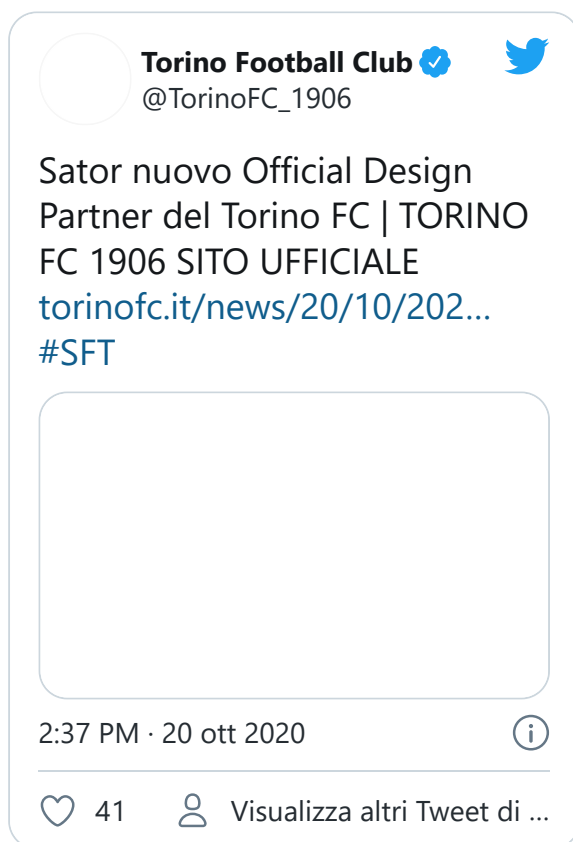 Torino Football Club
@TorinoFC_1906
Sator nuovo Official Design
Partner del Torino FC | TORINO
FC 1906 SITO UFFICIALE
torinofc.it/news/20/10/202...
#SFT
2:37 PM · 20 ott 2020
41 Visualizza altri Tweet di ...